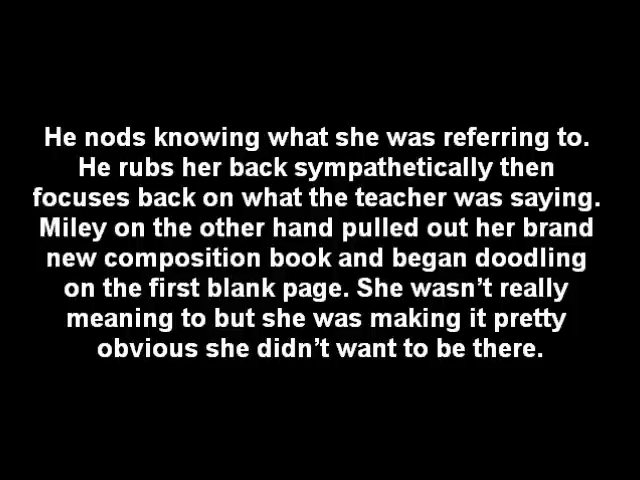 He nods knowing what she was referring to.
He rubs her back sympathetically then
focuses back on what the teacher was saying.
Miley on the other hand pulled out her brand
new composition book and began doodling
on the first blank page. She wasn’t really
meaning to but she was making it pretty
obvious she didn’t want to be there.